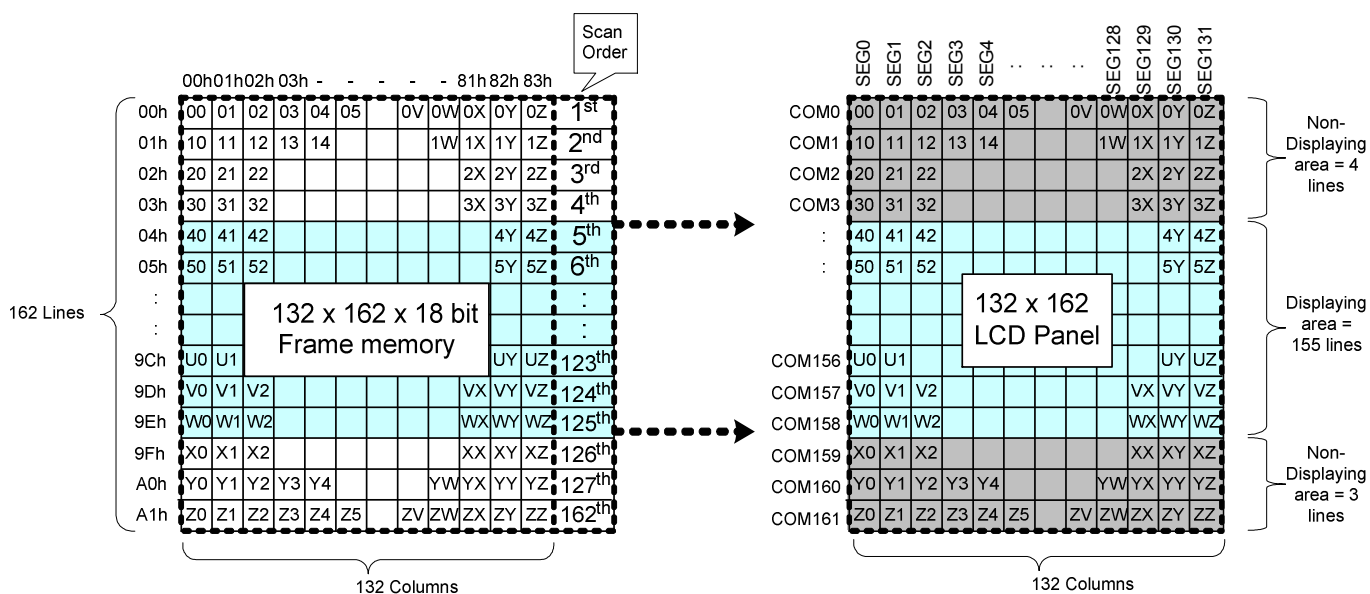 Scan
Order
00h 01h 02h 03h - - - - - 81h 82h 83h
00h 00 01 02 03 04 05 0V 0W 0X 0Y 0Z 1st
01h 10 11 12 13 14 1W 1X 1Y 1Z 2nd
02h 20 21 22 2X 2Y 2Z 3rd
03h 30 31 32 3X 3Y 3Z 4th
04h 40 41 42 4Y 4Z 5th
05h 50 51 52 5Y 5Z 6th
: :
: :
9Ch U0 U1 UY UZ 123th
9Dh V0 V1 V2 VX VY VZ 124th
9Eh W0 W1 W2 WX WY WZ 125th
9Fh X0 X1 X2 XX XY XZ 126th
A0h Y0 Y1 Y2 Y3 Y4 YW YX YY YZ 127th
A1h Z0 Z1 Z2 Z3 Z4 Z5 ZV ZW ZX ZY ZZ 162th
162 Lines
132 x 162 x 18 bit
Frame memory
132 Columns
SEG0 SEG1 SEG2 SEG3 SEG4 : : : : : : SEG128 SEG129 SEG130 SEG131
COM0 00 01 02 03 04 05 0V 0W 0X 0Y 0Z
COM1 10 11 12 13 14 1W 1X 1Y 1Z
COM2 20 21 22 2X 2Y 2Z
COM3 30 31 32 3X 3Y 3Z
: 40 41 42 4Y 4Z
: 50 51 52 5Y 5Z
COM156 U0 U1 UY UZ
COM157 V0 V1 V2 VX VY VZ
COM158 W0 W1 W2 WX WY WZ
COM159 X0 X1 X2 XX XY XZ
COM160 Y0 Y1 Y2 Y3 Y4 YW YX YY YZ
COM161 Z0 Z1 Z2 Z3 Z4 Z5 ZV ZW ZX ZY ZZ
132 x 162
LCD Panel
132 Columns
Non-
Displaying
area = 4
lines
Displaying
area =
155 lines
Non-
Displaying
area = 3
lines